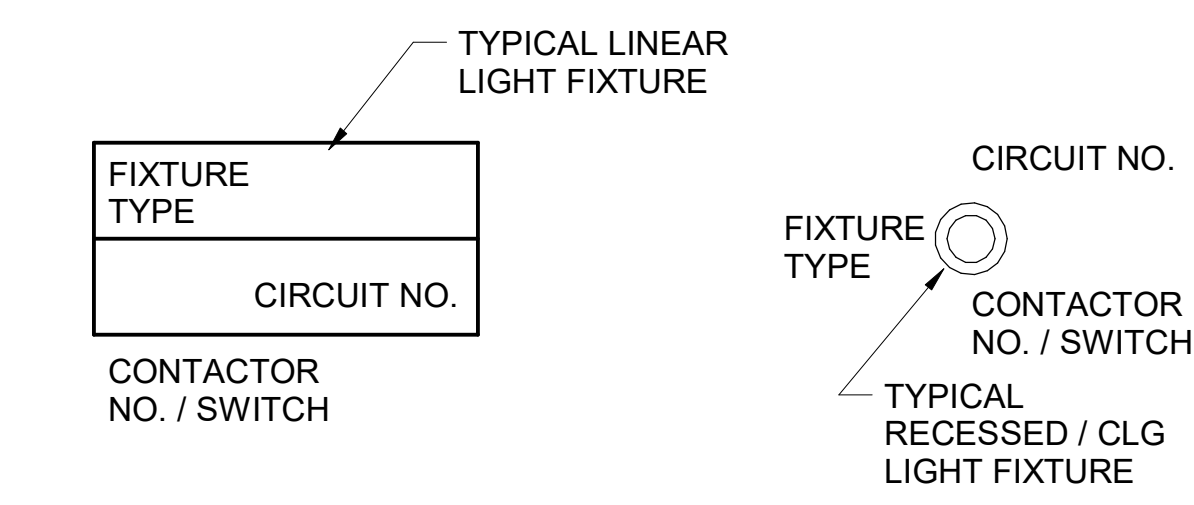 TYPICAL LINEAR
LIGHT FIXTURE
FIXTURE
TYPE
CIRCUIT NO.
CONTACTOR
NO. / SWITCH
CIRCUIT NO.
FIXTURE
TYPE
CONTACTOR
NO. / SWITCH
TYPICAL
RECESSED / CLG
LIGHT FIXTURE